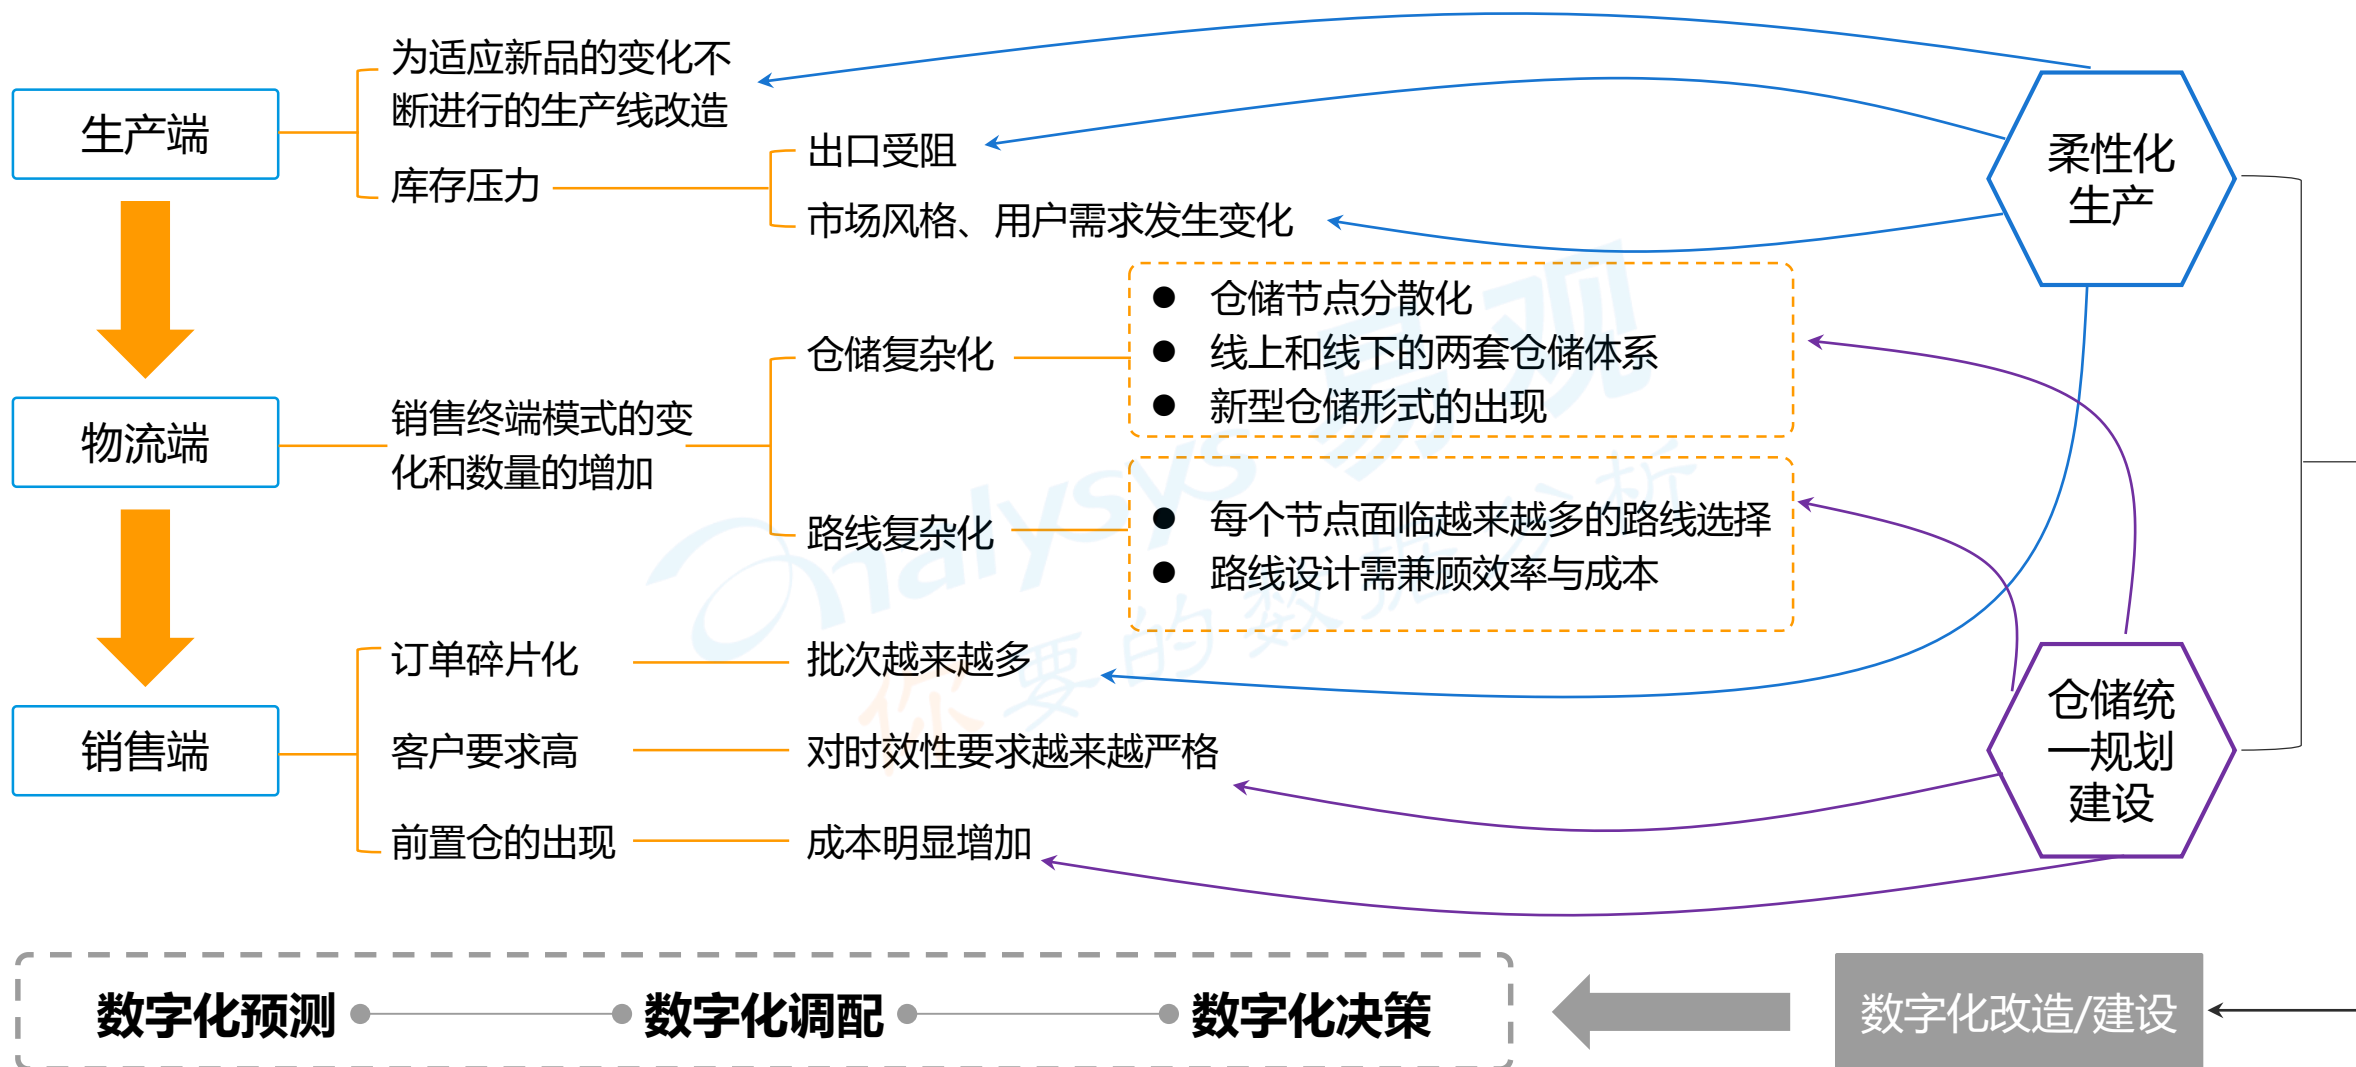 生产端
为适应新品的变化不
断进行的生产线改造
库存压力
出口受阻
市场风格、用户需求发生变化
柔性化
生产
物流端
销售终端模式的变
化和数量的增加
仓储复杂化
仓储节点分散化
线上和线下的两套仓储体系
新型仓储形式的出现
路线复杂化
每个节点面临越来越多的路线选择
路线设计需兼顾效率与成本
销售端
订单碎片化
批次越来越多
客户要求高
对时效性要求越来越严格
前置仓的出现
成本明显增加
仓储统
一规划
建设
analysys 易观
你要的数据分析
数字化预测
数字化调配
数字化决策
数字化改造/建设